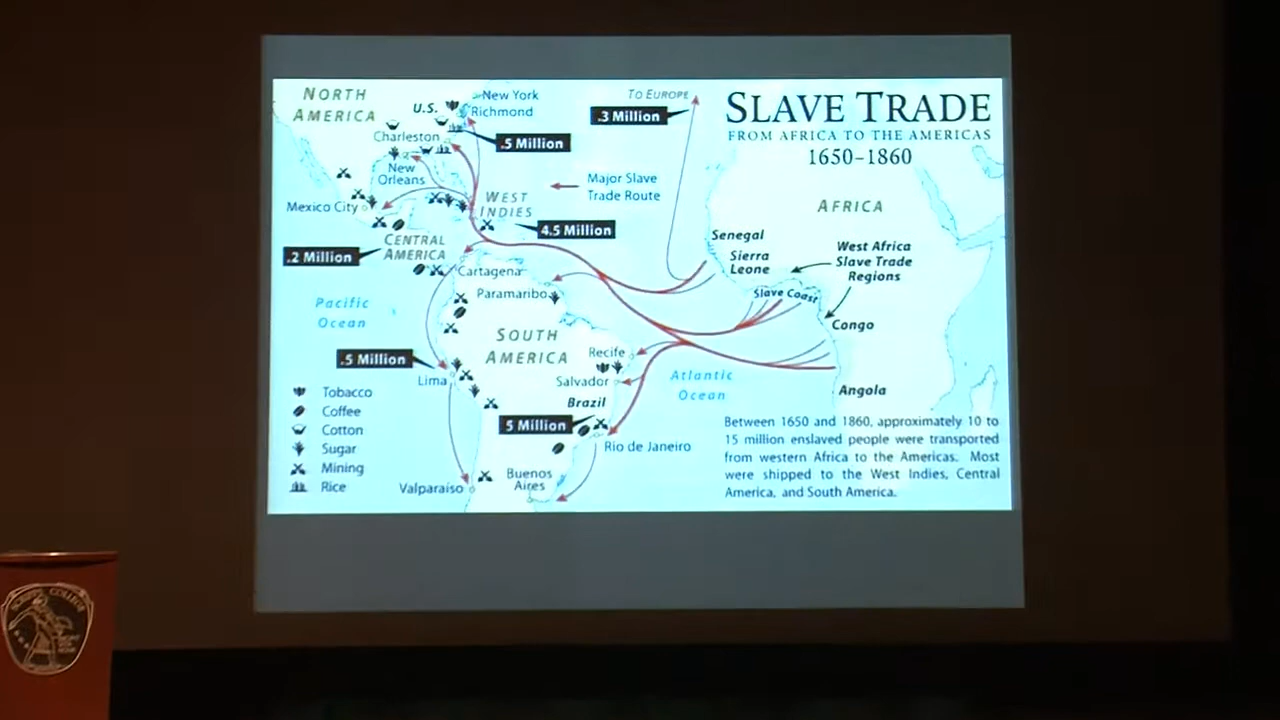 NORTH
AMERICA
U.S.
New York
Richmond
Charleston
.5 Million
New
Orleans
Mexico City
WEST
INDIES
4.5 Million
CENTRAL
AMERICA
.2 Million
Cartagena
Paramaribo
Pacific
Ocean
SOUTH
AMERICA
.5 Million
Lima
Recife
Salvador
Brazil
5 Million
Rio de Janeiro
Buenos
Aires
Valparaíso
Tobacco
Coffee
Cotton
Sugar
Mining
Rice
TO EUROPE
.3 Million
Major Slave
Trade Route
Atlantic
Ocean
SLAVE TRADE
FROM AFRICA TO THE AMERICAS
1650–1860
AFRICA
Senegal
Sierra
Leone
West Africa
Slave Trade
Regions
Slave Coast
Congo
Angola
Between 1650 and 1860, approximately 10 to
15 million enslaved people were transported
from western Africa to the Americas. Most
were shipped to the West Indies, Central
America, and South America.
SCRIPPS COLLEGE